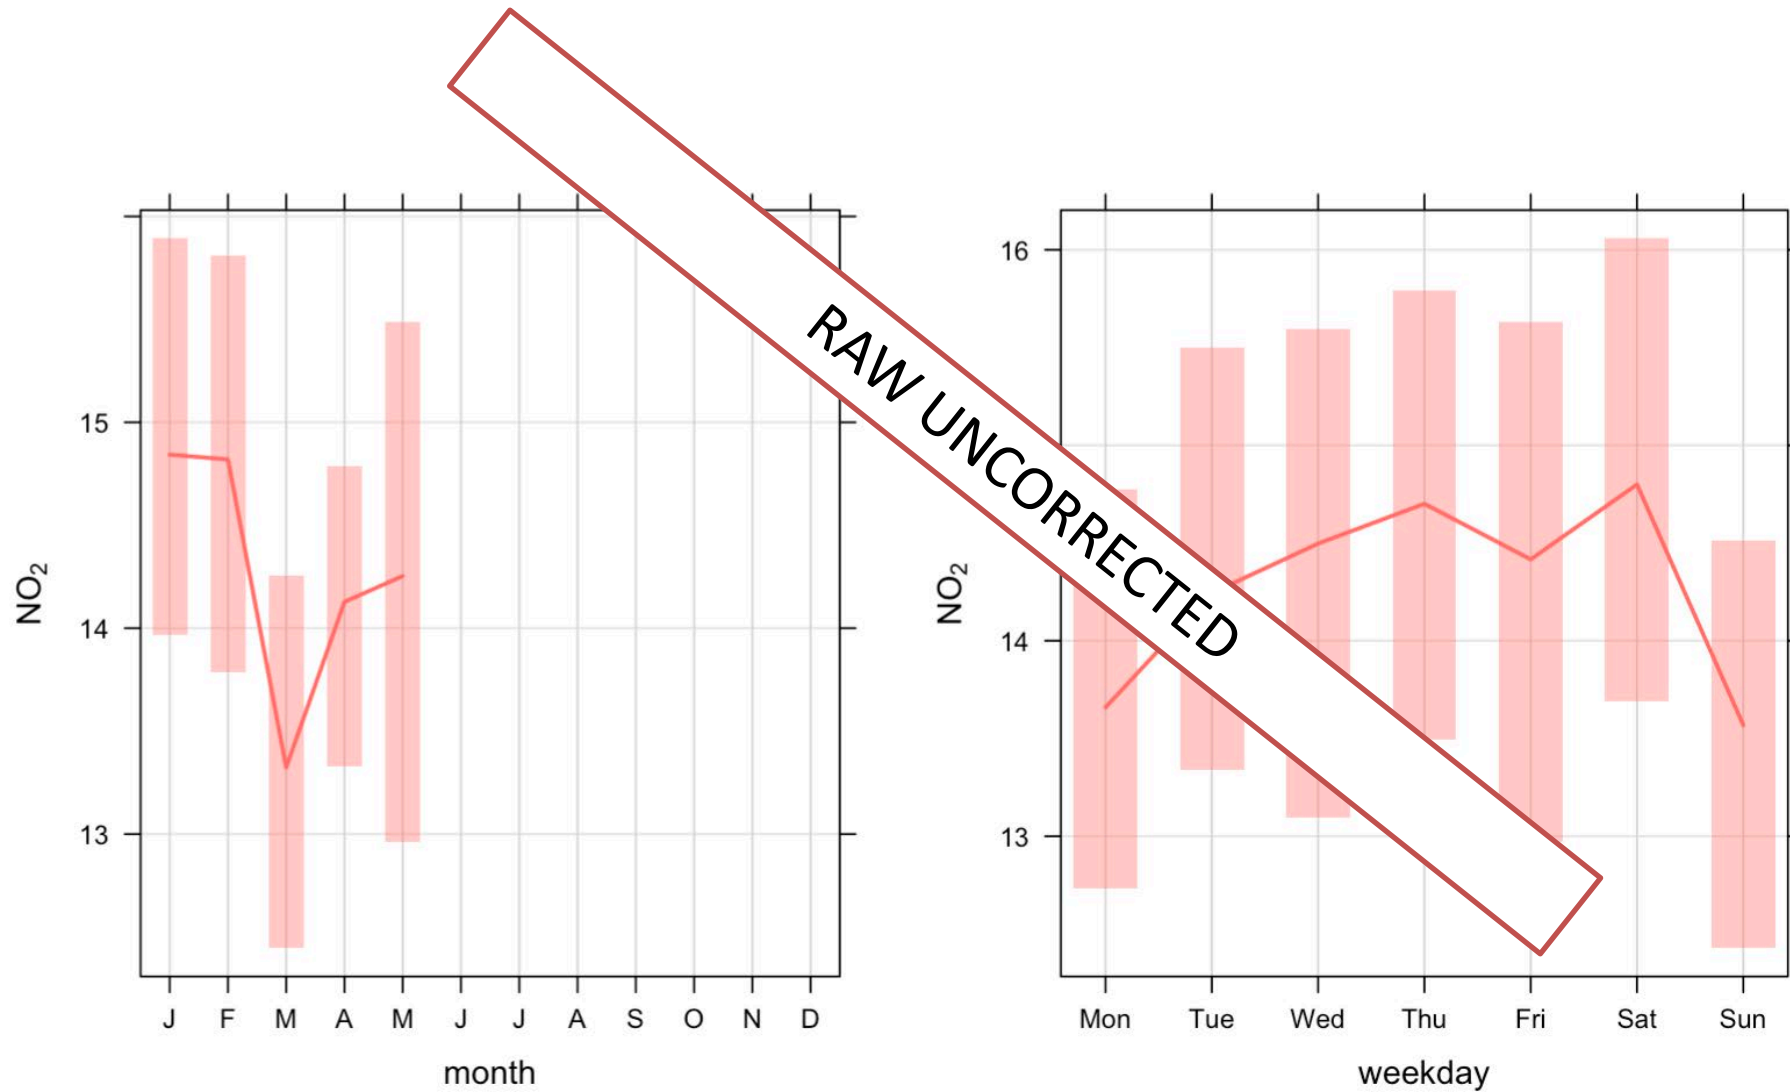 RAW UNCORRECTED
NO₂
15
14
13
J F M A M J J A S O N D
month
NO₂
16
14
13
Mon Tue Wed Thu Fri Sat Sun
weekday